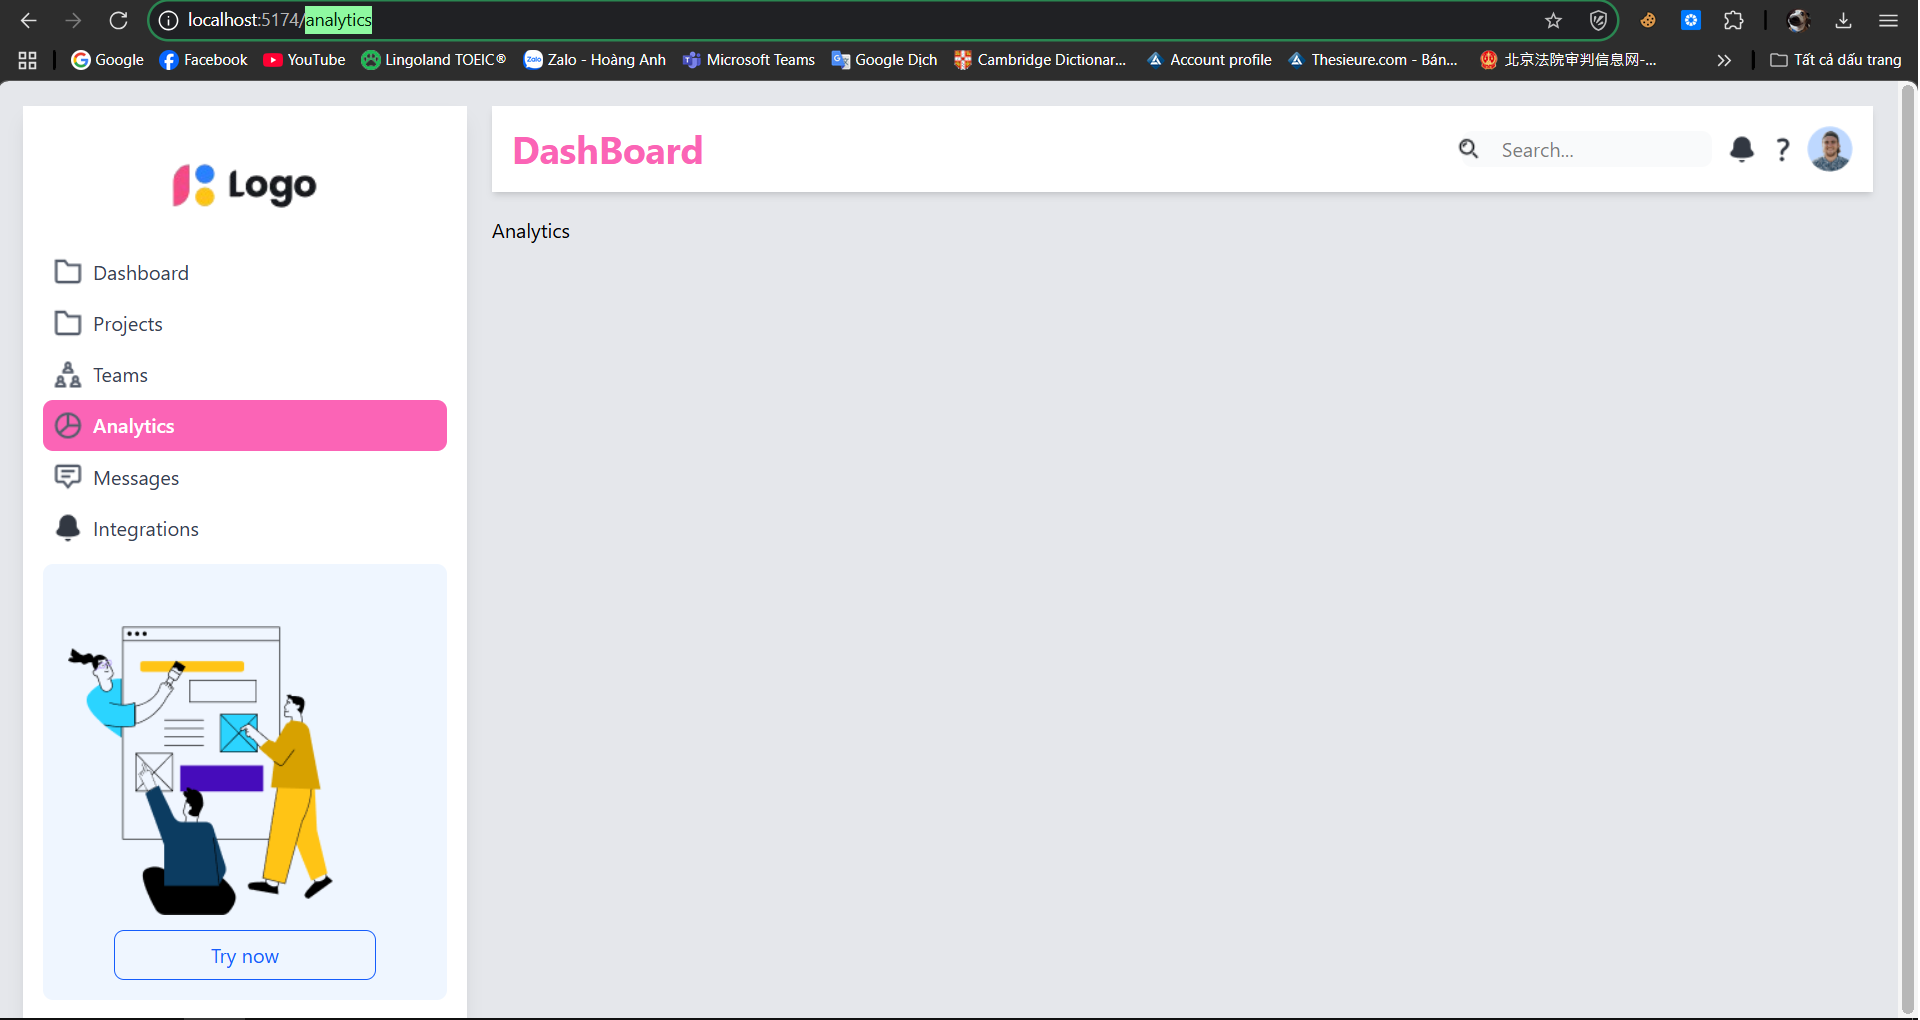 localhost:5174/analytics
Google Facebook YouTube Lingoland TOEIC® Zalo - Hoàng Anh Microsoft Teams Google Dịch Cambridge Dictionar... Account profile Thesieure.com - Bán... 北京法院审判信息网-... Tất cả dấu trang
Logo
DashBoard
Search...
?
Analytics
Dashboard
Projects
Teams
Analytics
Messages
Integrations
Try now